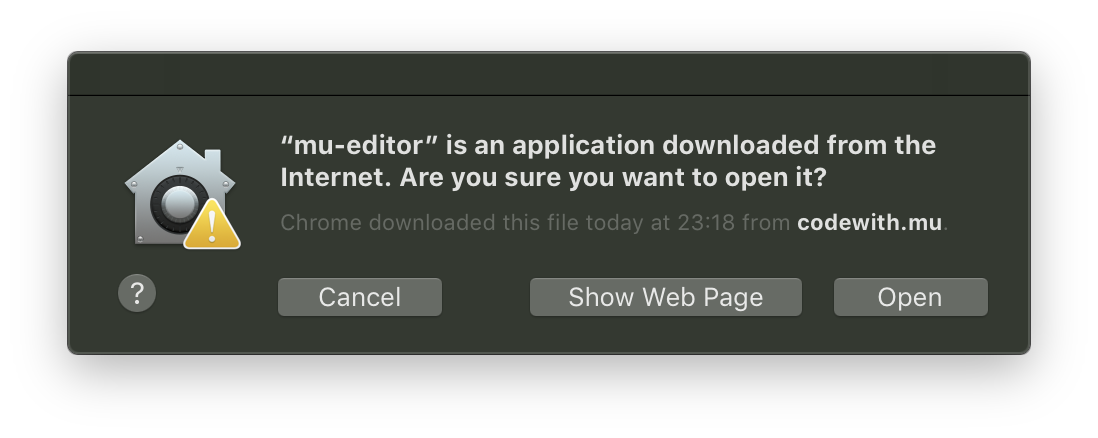 “mu-editor” is an application downloaded from the
Internet. Are you sure you want to open it?
Chrome downloaded this file today at 23:18 from codewith.mu.
?
Cancel
Show Web Page
Open